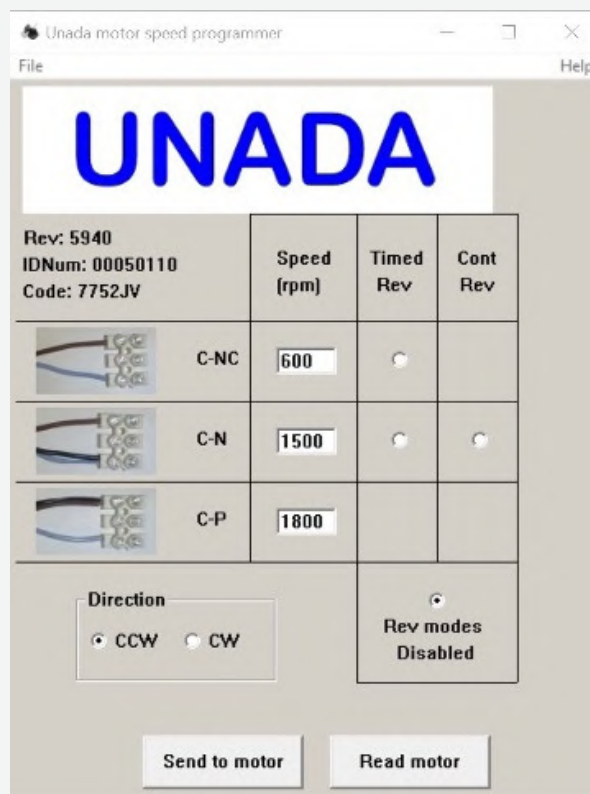 Unada motor speed programmer
File Help
UNADA
Rev: 5940
IDNum: 00050110
Code: 7752JV
Speed
(rpm)
Timed
Rev
Cont
Rev
C-NC 600
C-N 1500
C-P 1800
Direction
CCW CW
Rev modes
Disabled
Send to motor Read motor